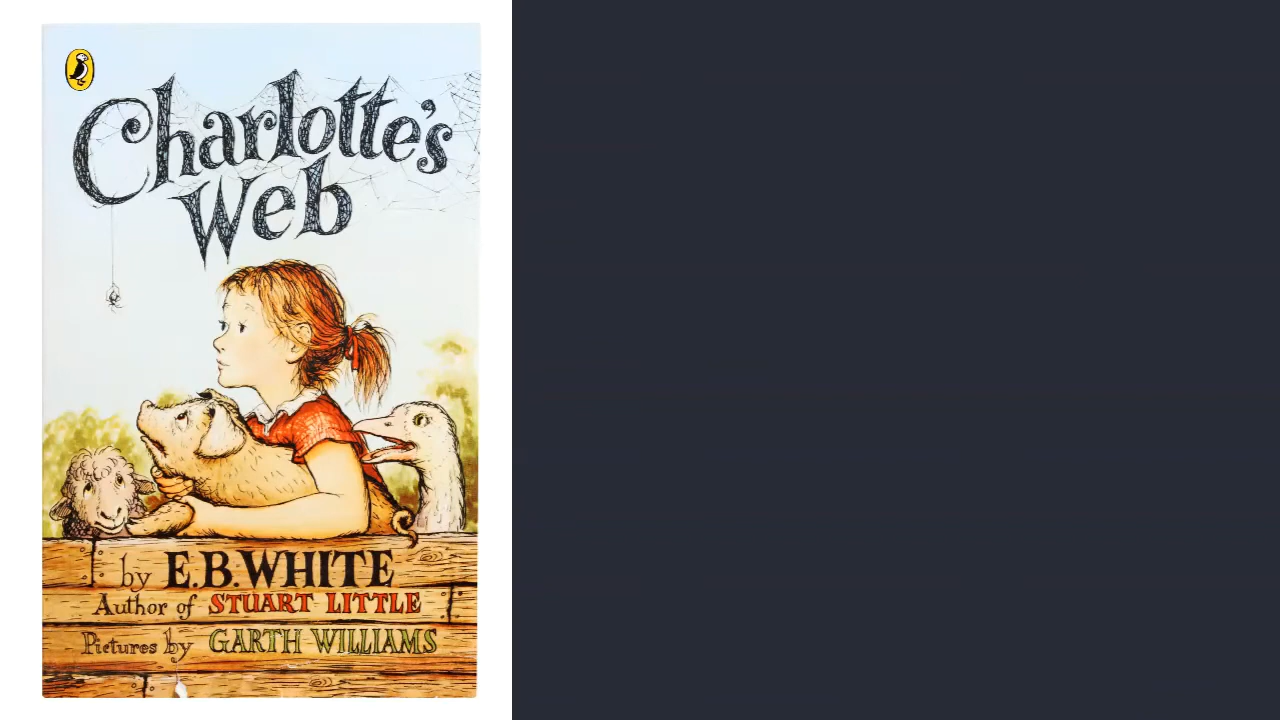 Charlotte's
Web
by E.B. WHITE
Author of STUART LITTLE
Pictures by GARTH WILLIAMS